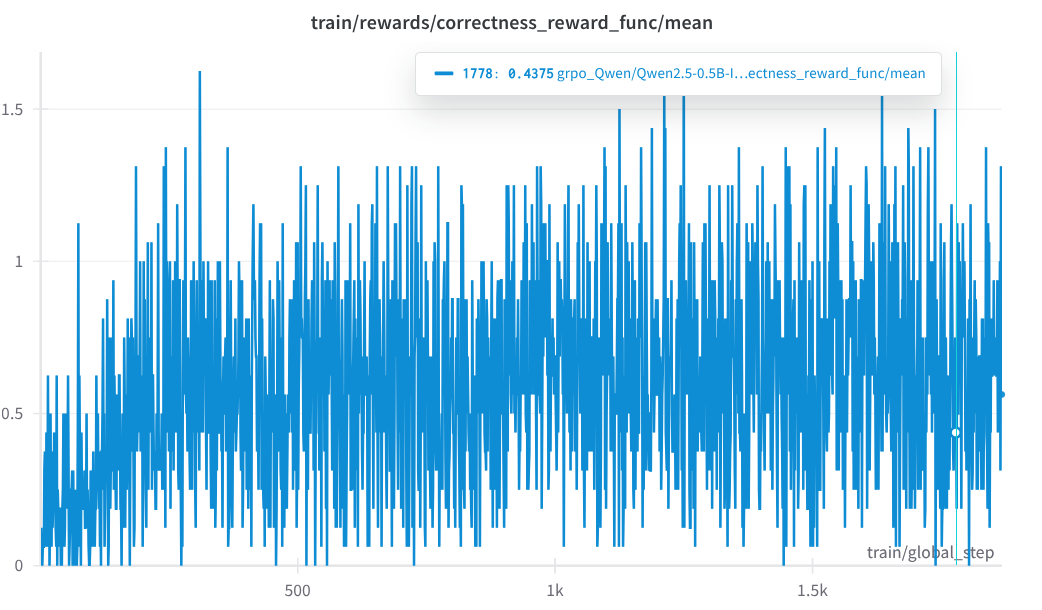 train/rewards/correctness_reward_func/mean
1778: 0.4375 grpo_Qwen/Qwen2.5-0.5B-I...ectness_reward_func/mean
1.5
1
0.5
0
train/global_step
500
1k
1.5k